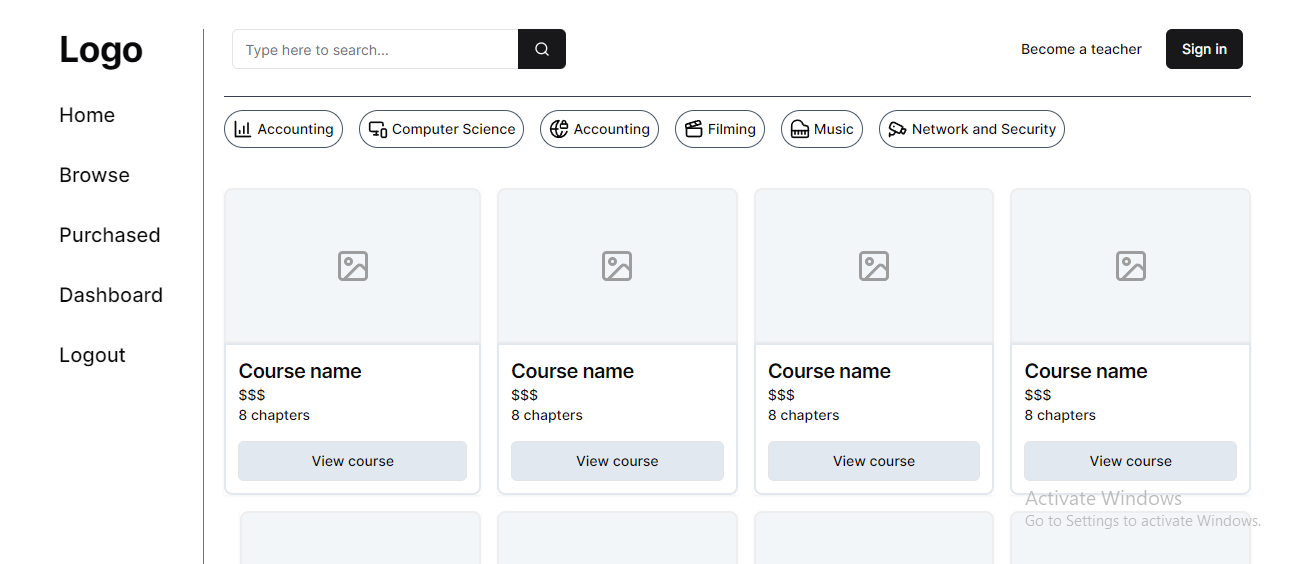 Logo
Home
Browse
Purchased
Dashboard
Logout
Type here to search...
Become a teacher
Sign in
Accounting
Computer Science
Accounting
Filming
Music
Network and Security
Course name
$$$
8 chapters
View course
Course name
$$$
8 chapters
View course
Course name
$$$
8 chapters
View course
Course name
$$$
8 chapters
View course
Activate Windows
Go to Settings to activate Windows.